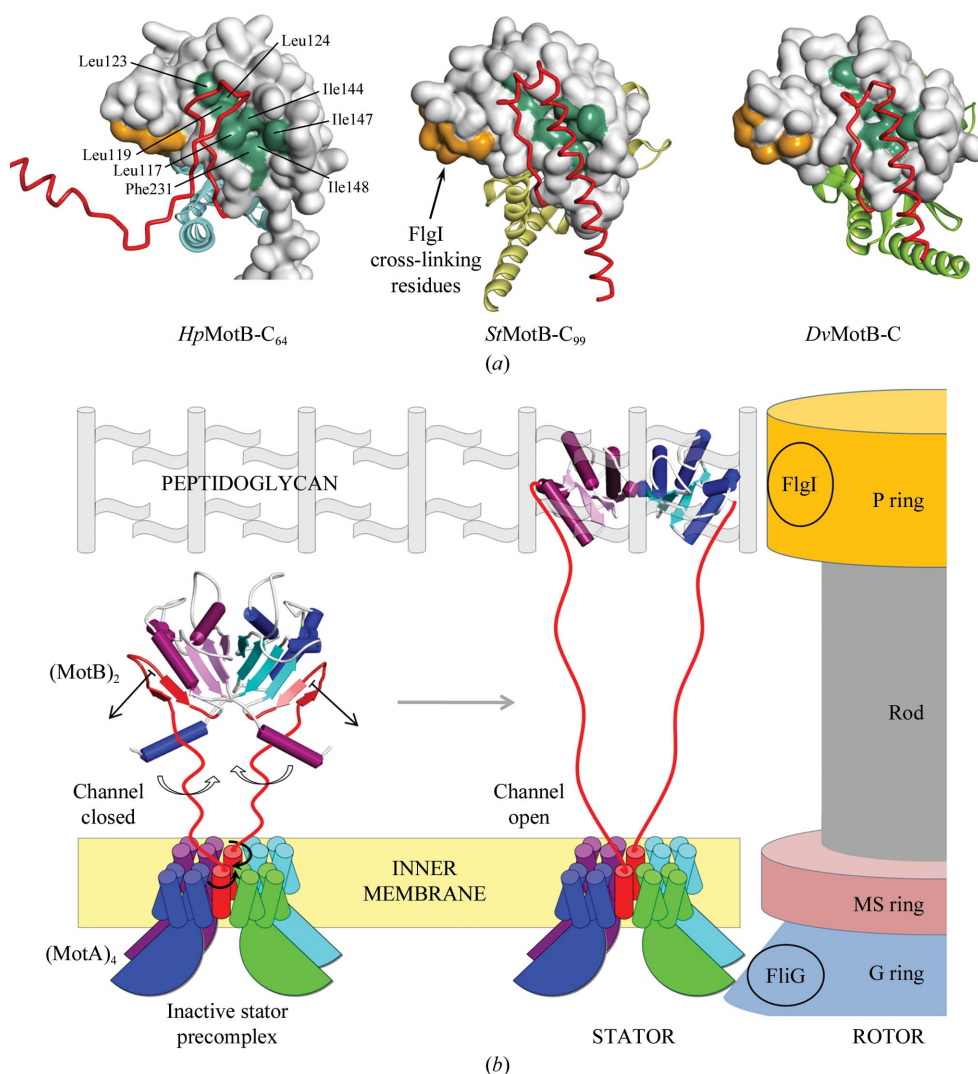 Leu124
Leu123
Ile144
Ile147
Leu119
Leu117
Phe231
Ile148
FlgI
cross-linking
residues
HpMotB-C64
StMotB-C99
DvMotB-C
(a)
PEPTIDOGLYCAN
FlgI
P ring
(MotB)2
Rod
Channel
closed
Channel
open
INNER
MEMBRANE
MS ring
(MotA)4
FliG
G ring
Inactive stator
precomplex
STATOR
ROTOR
(b)